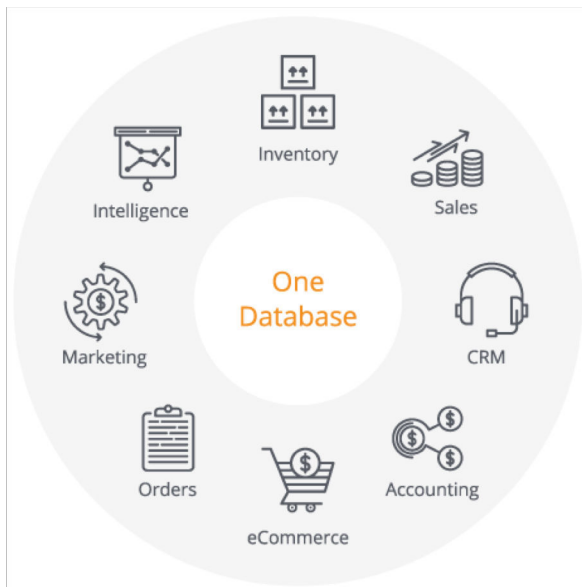 Inventory
Sales
CRM
Accounting
eCommerce
Orders
Marketing
Intelligence
One
Database